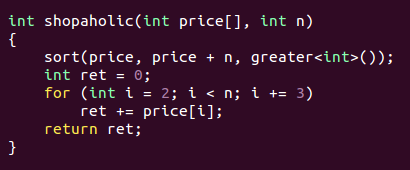 int shopaholic(int price[], int n)
{
    sort(price, price + n, greater<int>());
    int ret = 0;
    for (int i = 2; i < n; i += 3)
        ret += price[i];
    return ret;
}